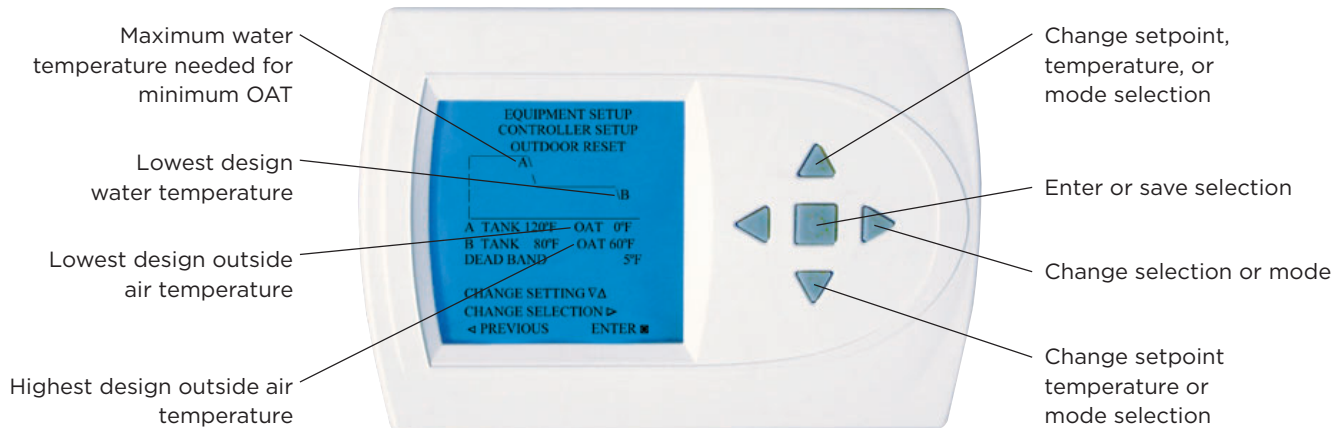 Maximum water
temperature needed for
minimum OAT
Lowest design
water temperature
Lowest design outside
air temperature
Highest design outside air
temperature
EQUIPMENT SETUP
CONTROLLER SETUP
OUTDOOR RESET
A
B
A TANK 120°F OAT 0°F
B TANK 80°F OAT 60°F
DEAD BAND 5°F
CHANGE SETTING ∇Δ
CHANGE SELECTION ▷
◁ PREVIOUS ENTER ◙
Change setpoint,
temperature, or
mode selection
Enter or save selection
Change selection or mode
Change setpoint
temperature or
mode selection